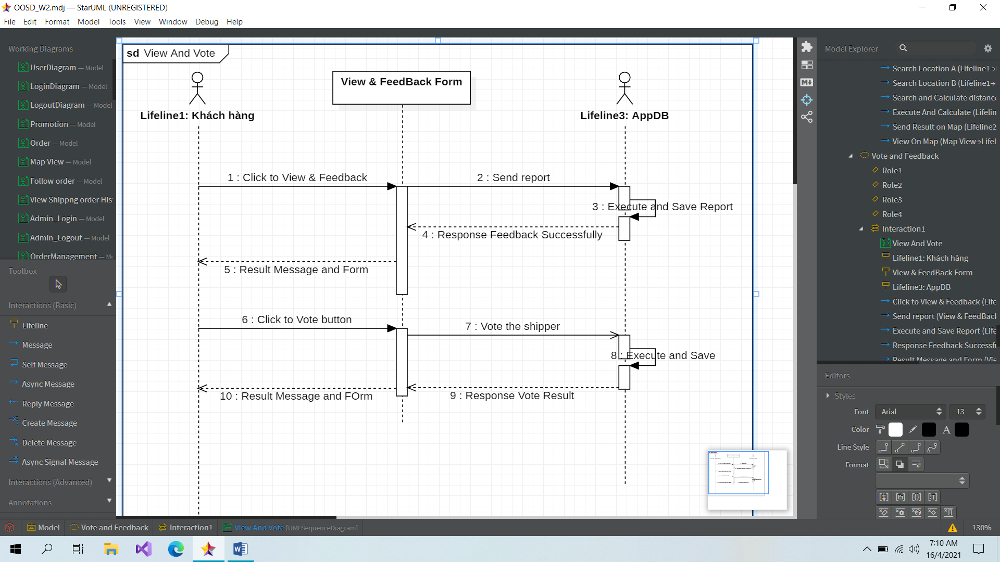 OOSD_W2.mdj — StarUML (UNREGISTERED)
File Edit Format Model Tools View Window Debug Help
Working Diagrams
UserDiagram — Model
LoginDiagram — Model
LogoutDiagram — Model
Promotion — Model
Order — Model
Map View — Model
Follow order — Model
View Shippng order His
Admin_Login — Model
Admin_Logout — Model
OrderManagement — Mo
Toolbox
Interactions (Basic)
Lifeline
Message
Self Message
Async Message
Reply Message
Create Message
Delete Message
Async Signal Message
Interactions (Advanced)
Annotations
sd View And Vote
Lifeline1: Khách hàng
View & FeedBack Form
Lifeline3: AppDB
1 : Click to View & Feedback
2 : Send report
3 : Execute and Save Report
4 : Response Feedback Successfully
5 : Result Message and Form
6 : Click to Vote button
7 : Vote the shipper
8 : Execute and Save
9 : Response Vote Result
10 : Result Message and FOrm
Model Explorer
Search Location A (Lifeline1→
Search Location B (Lifeline1→
Search and Calculate distance
Execute And Calculate (Lifelin
Send Result on Map (Lifeline2
View On Map (Map View→Lifel
Vote and Feedback
Role1
Role2
Role3
Role4
Interaction1
View And Vote
Lifeline1: Khách hàng
View & FeedBack Form
Lifeline3: AppDB
Click to View & Feedback (Life
Send report (View & FeedBack
Execute and Save Report (Life
Response Feedback Successfu
Result Message and Form (Vie
Editors
Styles
Font Arial 13
Color A
Line Style
Format
Model Vote and Feedback Interaction1 View And Vote [UMLSequenceDiagram] 130%
7:10 AM
16/4/2021